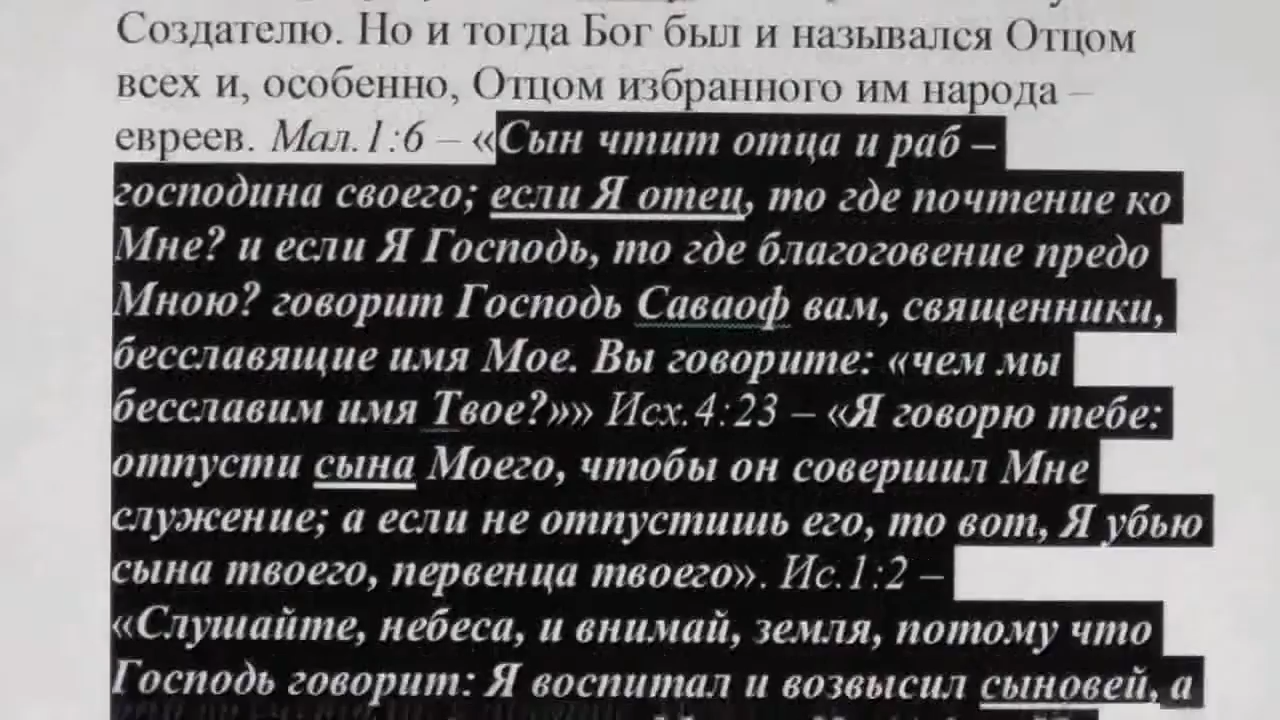 Создателю. Но и тогда Бог был и назывался Отцом
всех и, особенно, Отцом избранного им народа –
евреев. Мал.1:6 – «Сын чтит отца и раб –
господина своего; если Я отец, то где почтение ко
Мне? и если Я Господь, то где благоговение предо
Мною? говорит Господь Саваоф вам, священники,
бесславящие имя Мое. Вы говорите: «чем мы
бесславим имя Твое?»» Исх.4:23 – «Я говорю тебе:
отпусти сына Моего, чтобы он совершил Мне
служение; а если не отпустишь его, то вот, Я убью
сына твоего, первенца твоего». Ис.1:2 –
«Слушайте, небеса, и внимай, земля, потому что
Господь говорит: Я воспитал и возвысил сыновей, а